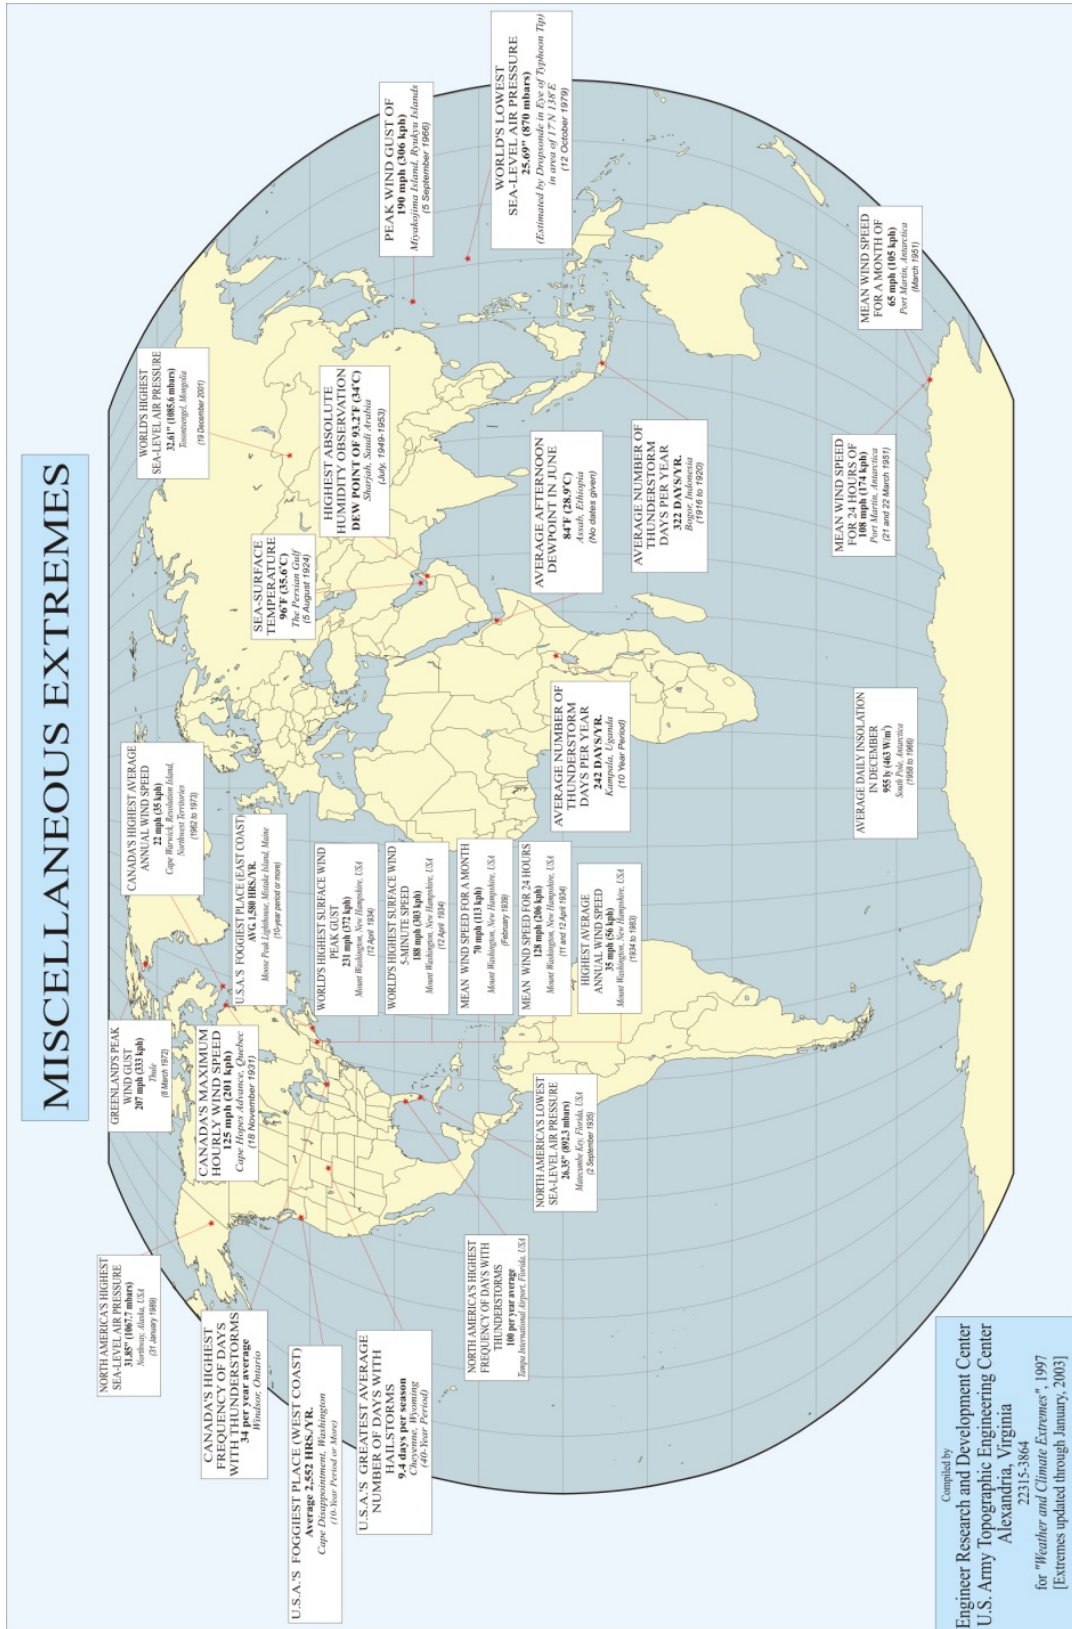 MISCELLANEOUS EXTREMES
NORTH AMERICA'S HIGHEST
SEA-LEVEL AIR PRESSURE
31.85" (1067.7 mbars)
Northway, Alaska, USA
(31 January 1989)
GREENLAND'S PEAK
WIND GUST
207 mph (333 kph)
Thule
(8 March 1972)
CANADA'S HIGHEST AVERAGE
ANNUAL WIND SPEED
22 mph (35 kph)
Cape Warwick, Resolution Island,
Northwest Territories
(1962 to 1973)
WORLD'S HIGHEST
SEA-LEVEL AIR PRESSURE
32.61" (1085.6 mbars)
Tosontsengel, Mongolia
(19 December 2001)
CANADA'S HIGHEST
FREQUENCY OF DAYS
WITH THUNDERSTORMS
34 per year average
Windsor, Ontario
CANADA'S MAXIMUM
HOURLY WIND SPEED
125 mph (201 kph)
Cape Hopes Advance, Quebec
(18 November 1931)
U.S.A.'S FOGGIEST PLACE (EAST COAST)
AVG 1,580 HRS./YR.
Moose Peak Lighthouse, Mistake Island, Maine
(10-year period or more)
SEA-SURFACE
TEMPERATURE
96°F (35.6°C)
The Persian Gulf
(5 August 1924)
HIGHEST ABSOLUTE
HUMIDITY OBSERVATION
DEW POINT OF 93.2°F (34°C)
Sharjah, Saudi Arabia
(July, 1949-1953)
PEAK WIND GUST OF
190 mph (306 kph)
Miyakojima Island, Ryukyu Islands
(5 September 1966)
U.S.A.'S FOGGIEST PLACE (WEST COAST)
Average 2,552 HRS./YR.
Cape Disappointment, Washington
(10-Year Period or More)
WORLD'S HIGHEST SURFACE WIND
PEAK GUST
231 mph (372 kph)
Mount Washington, New Hampshire, USA
(12 April 1934)
U.S.A.'S GREATEST AVERAGE
NUMBER OF DAYS WITH
HAILSTORMS
9.4 days per season
Cheyenne, Wyoming
(40-Year Period)
WORLD'S HIGHEST SURFACE WIND
5-MINUTE SPEED
188 mph (303 kph)
Mount Washington, New Hampshire, USA
(12 April 1934)
NORTH AMERICA'S HIGHEST
FREQUENCY OF DAYS WITH
THUNDERSTORMS
100 per year average
Tampa International Airport, Florida, USA
MEAN WIND SPEED FOR A MONTH
70 mph (113 kph)
Mount Washington, New Hampshire, USA
(February 1939)
WORLD'S LOWEST
SEA-LEVEL AIR PRESSURE
25.69" (870 mbars)
(Estimated by Dropsonde in Eye of Typhoon Tip)
in area of 17°N 138°E
(12 October 1979)
MEAN WIND SPEED FOR 24 HOURS
128 mph (206 kph)
Mount Washington, New Hampshire, USA
(11 and 12 April 1934)
AVERAGE AFTERNOON
DEWPOINT IN JUNE
84°F (28.9°C)
Assab, Ethiopia
(No dates given)
NORTH AMERICA'S LOWEST
SEA-LEVEL AIR PRESSURE
26.35" (892.3 mbars)
Matecumbe Key, Florida, USA
(2 September 1935)
HIGHEST AVERAGE
ANNUAL WIND SPEED
35 mph (56 kph)
Mount Washington, New Hampshire, USA
(1934 to 1983)
AVERAGE NUMBER OF
THUNDERSTORM
DAYS PER YEAR
242 DAYS/YR.
Kampala, Uganda
(10 Year Period)
AVERAGE NUMBER OF
THUNDERSTORM
DAYS PER YEAR
322 DAYS/YR.
Bogor, Indonesia
(1916 to 1920)
AVERAGE DAILY INSOLATION
IN DECEMBER
955 ly (463 W/m²)
South Pole, Antarctica
(1958 to 1966)
MEAN WIND SPEED
FOR 24 HOURS OF
108 mph (174 kph)
Port Martin, Antarctica
(21 and 22 March 1951)
MEAN WIND SPEED
FOR A MONTH OF
65 mph (105 kph)
Port Martin, Antarctica
(March 1951)
Compiled by
Engineer Research and Development Center
U.S. Army Topographic Engineering Center
Alexandria, Virginia
22315-3864
for "Weather and Climate Extremes", 1997
[Extremes updated through January, 2003]